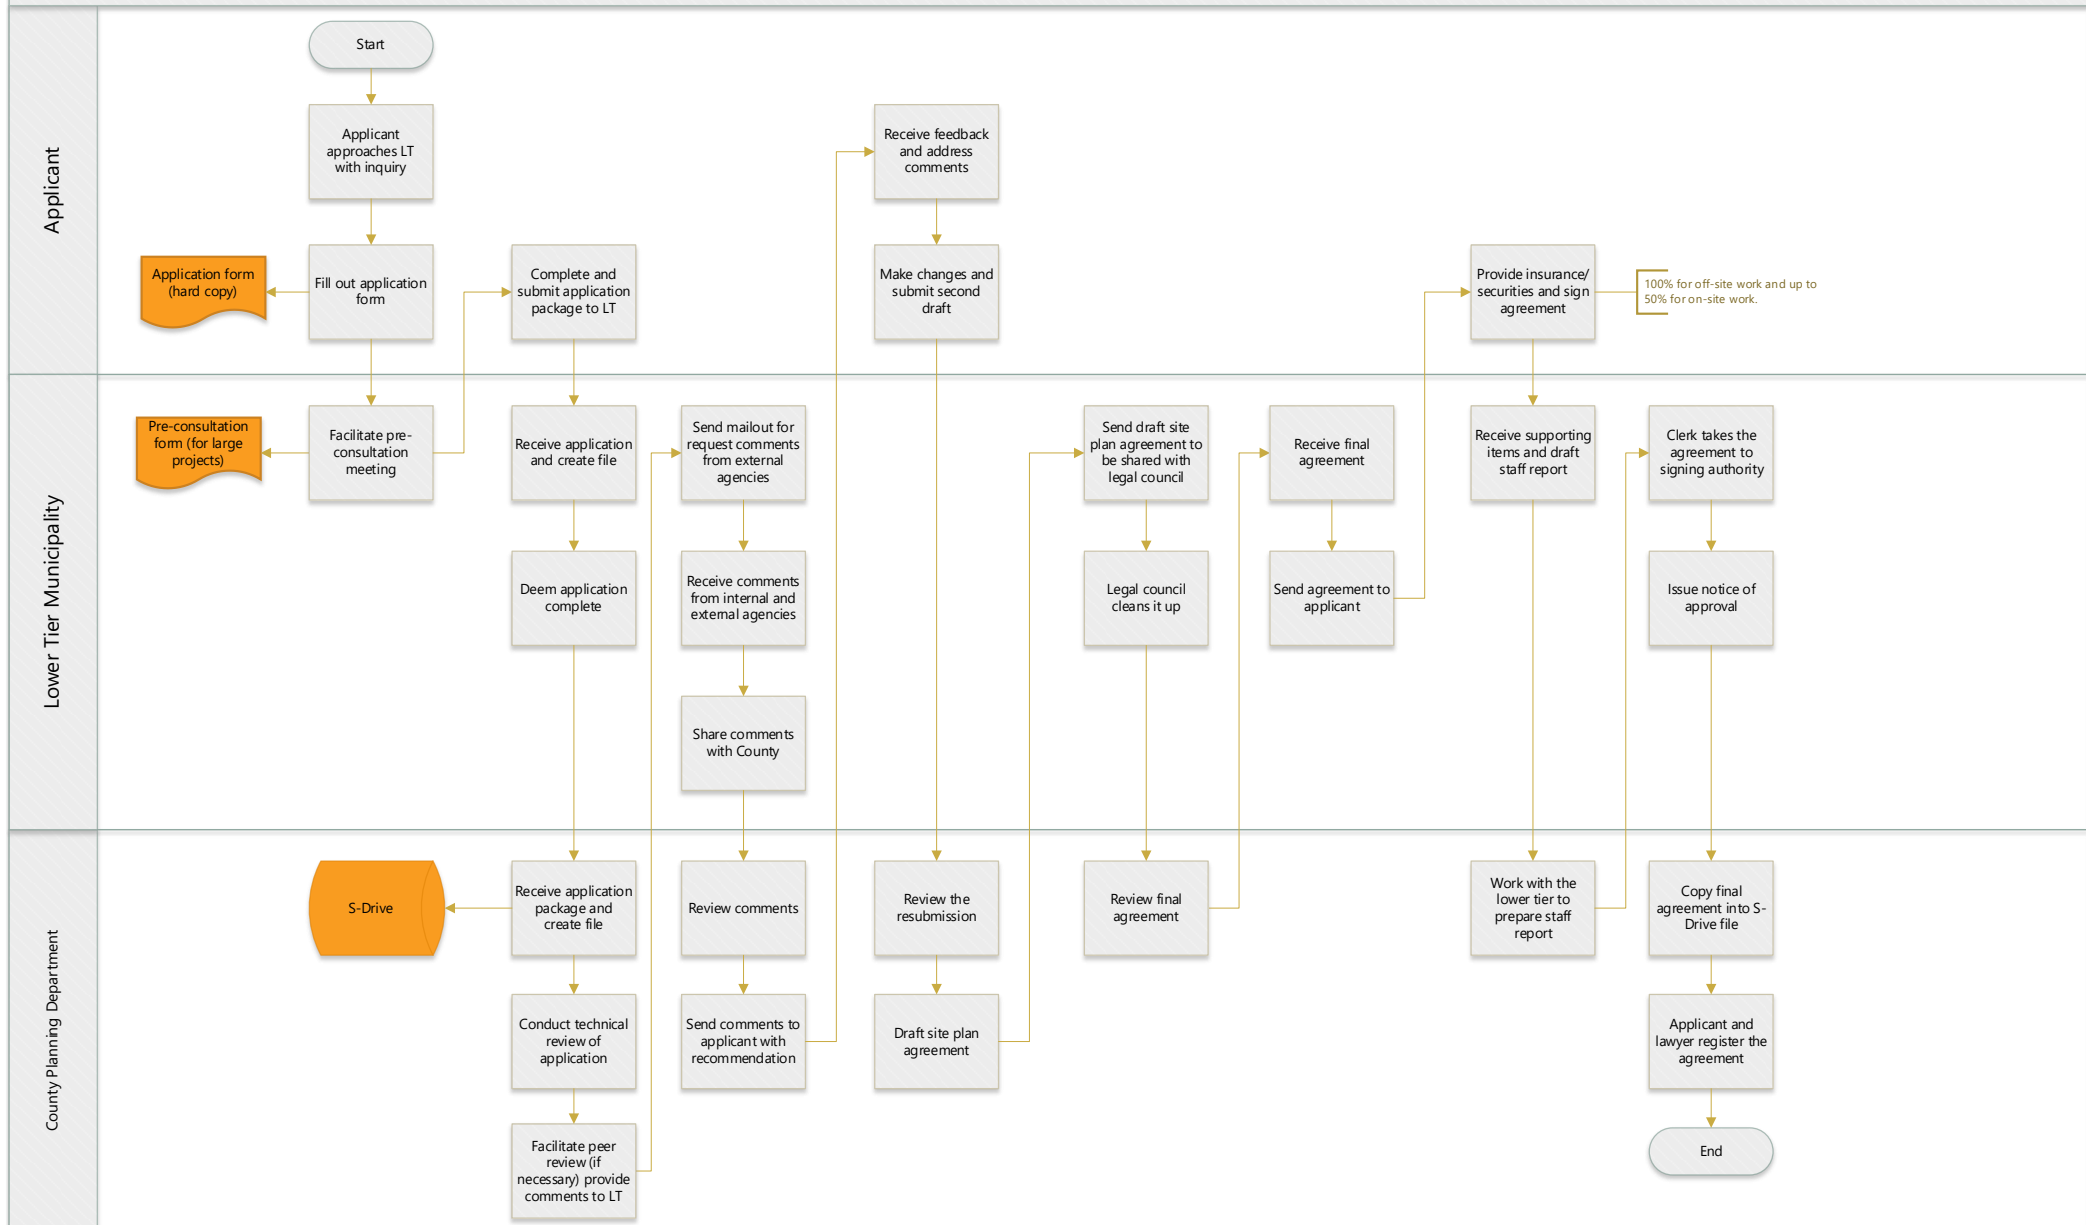 Applicant
Start
Applicant
approaches LT
with inquiry
Application form
(hard copy)
Fill out application
form
Complete and
submit application
package to LT
Receive feedback
and address
comments
Make changes and
submit second
draft
Provide insurance/
securities and sign
agreement
100% for off-site work and up to
50% for on-site work.
Lower Tier Municipality
Pre-consultation
form (for large
projects)
Facilitate pre-
consultation
meeting
Receive application
and create file
Deem application
complete
Send mailout for
request comments
from external
agencies
Receive comments
from internal and
external agencies
Share comments
with County
Send draft site
plan agreement to
be shared with
legal council
Legal council
cleans it up
Receive final
agreement
Send agreement to
applicant
Receive supporting
items and draft
staff report
Clerk takes the
agreement to
signing authority
Issue notice of
approval
County Planning Department
S-Drive
Receive application
package and
create file
Conduct technical
review of
application
Facilitate peer
review (if
necessary) provide
comments to LT
Review comments
Send comments to
applicant with
recommendation
Review the
resubmission
Draft site plan
agreement
Review final
agreement
Work with the
lower tier to
prepare staff
report
Copy final
agreement into S-
Drive file
Applicant and
lawyer register the
agreement
End